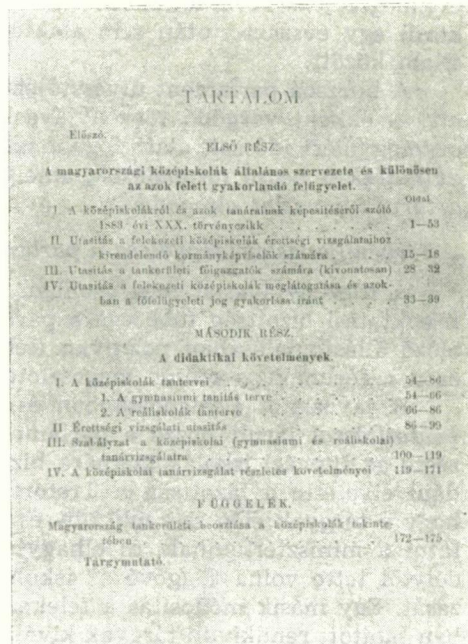 TARTALOM
Előszó.
ELSŐ RÉSZ.
A magyarországi középiskolák általános szervezete és különösen
az azok felett gyakorlandó felügyelet.
Oldal
I. A középiskolákról és azok tanárainak képesítéséről szóló
1883 évi XXX. törvényczikk . . . . 1—53
II. Utasítás a felekezeti középiskolák érettségi vizsgálataihoz
kirendelendő kormányképviselők számára . . . 15—18
III. Utasítás a tankerületi főigazgatók számára (kivonatosan) 28—32
IV. Utasítás a felekezeti középiskolák meglátogatása és azok-
ban a főfelügyeleti jog gyakorlása iránt . . . 33—39
MÁSODIK RÉSZ.
A didaktikai követelmények.
I. A középiskolák tantervei . . . . 54—86
1. A gymnasiumi tanítás terve . . . . 54—66
2. A reáliskolák tanterve . . . . 66—86
II Érettségi vizsgálati utasítás . . . . 86—99
III. Szabályzat a középiskolai (gymnasiumi és reáliskolai)
tanárvizsgálatra . . . . 100—119
IV. A középiskolai tanárvizsgálat részletes követelményei 119—171
FÜGGELÉK.
Magyarország tankerületi beosztása a középiskolák tekinte-
tében . . . . 172—175
Tárgymutató.